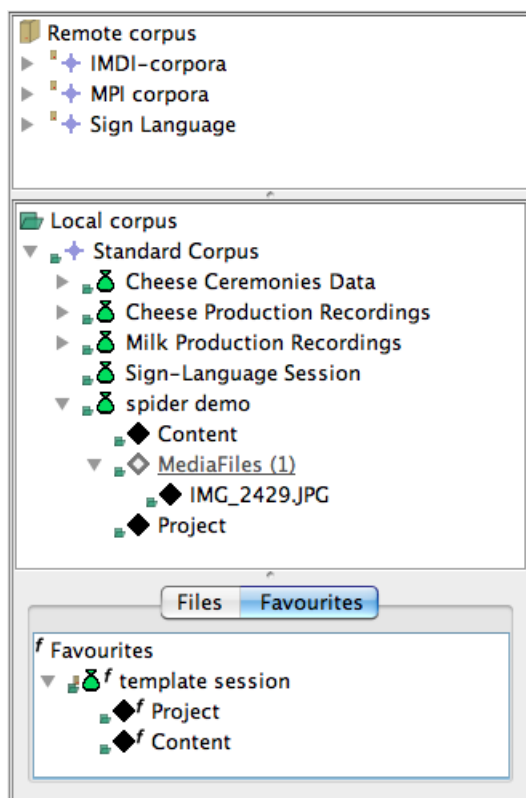 Remote corpus
IMDI-corpora
MPI corpora
Sign Language
Local corpus
Standard Corpus
Cheese Ceremonies Data
Cheese Production Recordings
Milk Production Recordings
Sign-Language Session
spider demo
Content
MediaFiles (1)
IMG_2429.JPG
Project
Files Favourites
f Favourites
f template session
f Project
f Content